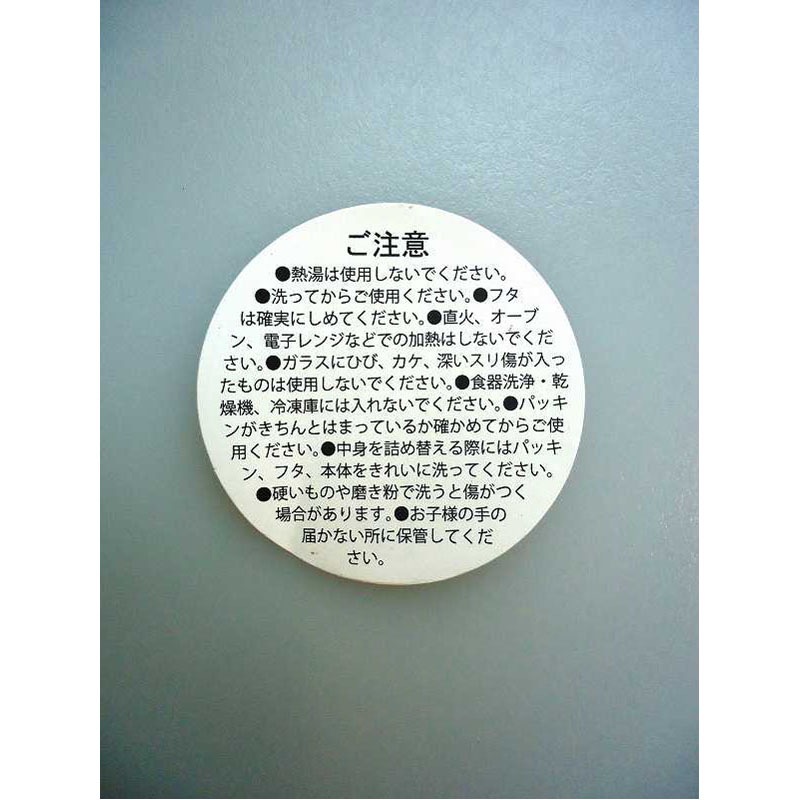 ご注意
●熱湯は使用しないでください。
●洗ってからご使用ください。●フタ
は確実にしめてください。●直火、オーブ
ン、電子レンジなどでの加熱はしないでくだ
さい。●ガラスにひび、カケ、深いスリ傷が入っ
たものは使用しないでください。●食器洗浄・乾
燥機、冷凍庫には入れないでください。●パッキ
ンがきちんとはまっているか確かめてからご使
用ください。●中身を詰め替える際にはパッキ
ン、フタ、本体をきれいに洗ってください。
●硬いものや磨き粉で洗うと傷がつく
場合があります。●お子様の手の
届かない所に保管してくだ
さい。